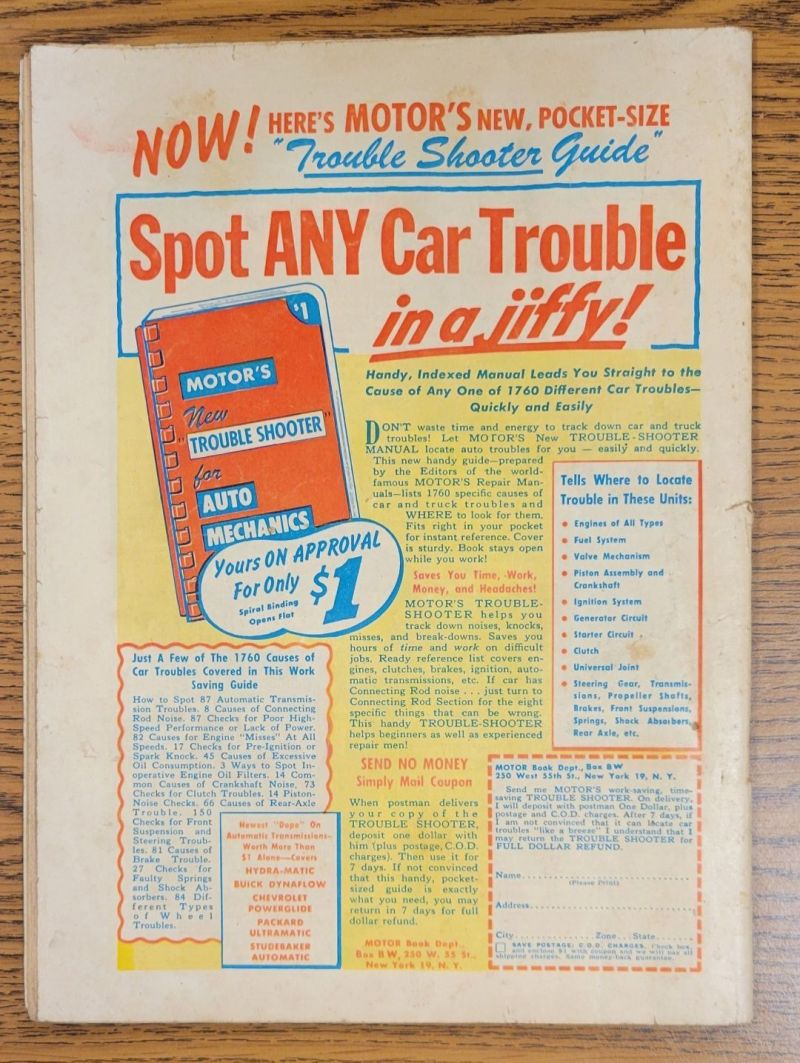 NOW! HERE'S MOTOR'S NEW, POCKET-SIZE
"Trouble Shooter Guide"
Spot ANY Car Trouble
in a jiffy!
$1
MOTOR'S
New
"TROUBLE SHOOTER"
for
AUTO
MECHANICS
Yours ON APPROVAL
For Only $1
Spiral Binding
Opens Flat
Handy, Indexed Manual Leads You Straight to the
Cause of Any One of 1760 Different Car Troubles—
Quickly and Easily
DON'T waste time and energy to track down car and truck
troubles! Let MOTOR'S New TROUBLE-SHOOTER
MANUAL locate auto troubles for you — easily and quickly.
This new handy guide—prepared
by the Editors of the world-
famous MOTOR'S Repair Man-
uals—lists 1760 specific causes of
car and truck troubles and
WHERE to look for them.
Fits right in your pocket
for instant reference. Cover
is sturdy. Book stays open
while you work!
Saves You Time, Work,
Money, and Headaches!
MOTOR'S TROUBLE-
SHOOTER helps you
track down noises, knocks,
misses, and break-downs. Saves you
hours of time and work on difficult
jobs. Ready reference list covers en-
gines, clutches, brakes, ignition, auto-
matic transmissions, etc. If car has
Connecting Rod noise . . . just turn to
Connecting Rod Section for the eight
specific things that can be wrong.
This handy TROUBLE-SHOOTER
helps beginners as well as experienced
repair men!
SEND NO MONEY
Simply Mail Coupon
When postman delivers
your copy of the
TROUBLE SHOOTER,
deposit one dollar with
him (plus postage, C.O.D.
charges). Then use it for
7 days. If not convinced
that this handy, pocket-
sized guide is exactly
what you need, you may
return in 7 days for full
dollar refund.
MOTOR Book Dept.,
Box BW, 250 W. 55 St.,
New York 19, N. Y.
Tells Where to Locate
Trouble in These Units:
• Engines of All Types
• Fuel System
• Valve Mechanism
• Piston Assembly and
Crankshaft
• Ignition System
• Generator Circuit
• Starter Circuit
• Clutch
• Universal Joint
• Steering Gear, Transmis-
sions, Propeller Shafts,
Brakes, Front Suspensions,
Springs, Shock Absorbers,
Rear Axle, etc.
Just A Few of The 1760 Causes of
Car Troubles Covered in This Work
Saving Guide
How to Spot 87 Automatic Transmis-
sion Troubles. 8 Causes of Connecting
Rod Noise. 87 Checks for Poor High-
Speed Performance or Lack of Power.
82 Causes for Engine "Misses" At All
Speeds. 17 Checks for Pre-Ignition or
Spark Knock. 45 Causes of Excessive
Oil Consumption. 3 Ways to Spot In-
operative Engine Oil Filters. 14 Com-
mon Causes of Crankshaft Noise, 73
Checks for Clutch Troubles. 14 Piston-
Noise Checks. 66 Causes of Rear-Axle
Trouble. 150
Checks for Front
Suspension and
Steering Troub-
les. 81 Causes of
Brake Trouble.
27 Checks for
Faulty Springs
and Shock Ab-
sorbers. 84 Dif-
ferent Types
of Wheel
Troubles.
Newest "Dope" On
Automatic Transmissions—
Worth More Than
$1 Alone—Covers
HYDRA-MATIC
BUICK DYNAFLOW
CHEVROLET
POWERGLIDE
PACKARD
ULTRAMATIC
STUDEBAKER
AUTOMATIC
MOTOR Book Dept., Box BW
250 West 55th St., New York 19, N. Y.
Send me MOTOR'S work-saving, time-
saving TROUBLE SHOOTER. On delivery,
I will deposit with postman One Dollar, plus
postage and C.O.D. charges. After 7 days, if
I am not convinced that it can locate car
troubles "like a breeze" I understand that I
may return the TROUBLE SHOOTER for
FULL DOLLAR REFUND.
Name
(Please Print)
Address
City Zone State
SAVE POSTAGE: C.O.D. CHARGES. Check box,
and enclose $1 with coupon and we will pay all
shipping charges. Same money-back guarantee.